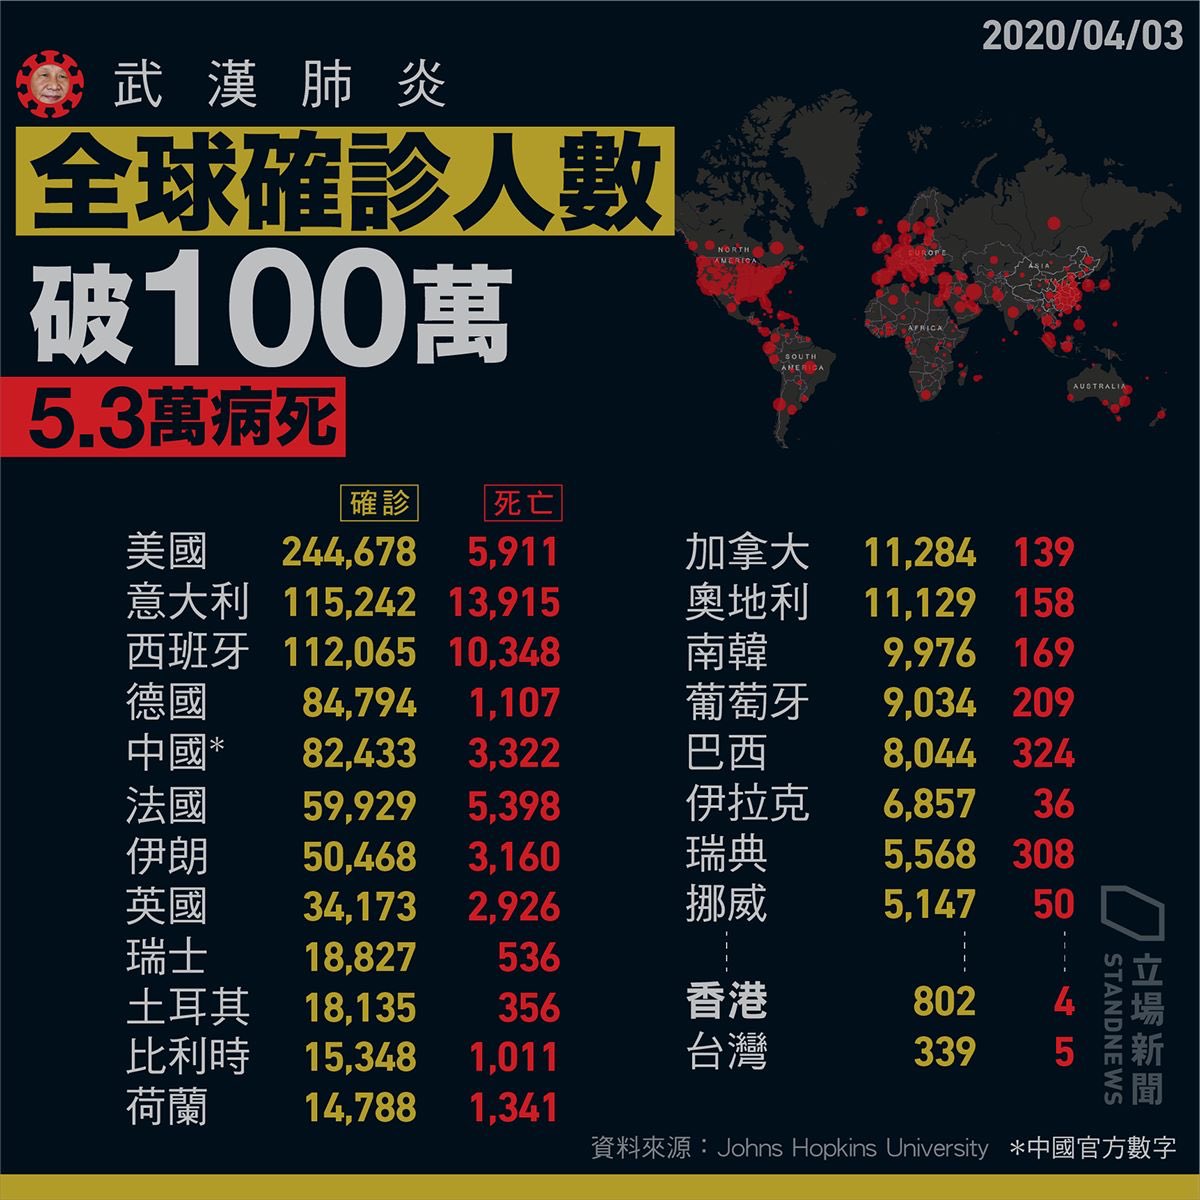 2020/04/03
武漢肺炎
全球確診人數
破100萬
5.3萬病死
NORTH AMERICA
EUROPE
ASIA
AFRICA
SOUTH AMERICA
AUSTRALIA
確診 死亡
美國 244,678 5,911
意大利 115,242 13,915
西班牙 112,065 10,348
德國 84,794 1,107
中國* 82,433 3,322
法國 59,929 5,398
伊朗 50,468 3,160
英國 34,173 2,926
瑞士 18,827 536
土耳其 18,135 356
比利時 15,348 1,011
荷蘭 14,788 1,341
加拿大 11,284 139
奧地利 11,129 158
南韓 9,976 169
葡萄牙 9,034 209
巴西 8,044 324
伊拉克 6,857 36
瑞典 5,568 308
挪威 5,147 50
香港 802 4
台灣 339 5
立場新聞
STANDNEWS
資料來源：Johns Hopkins University *中國官方數字